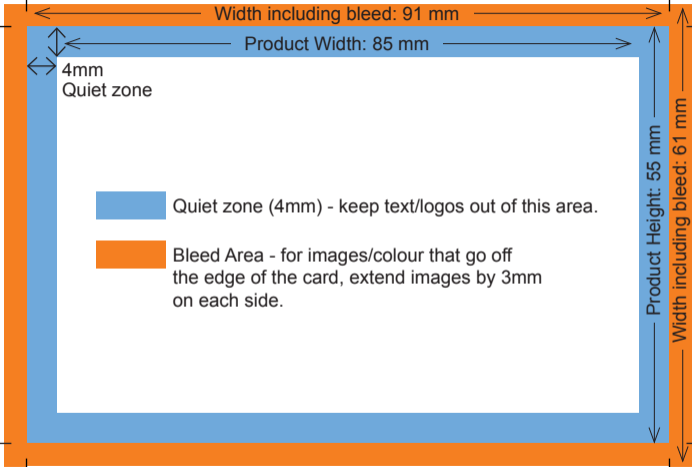 Width including bleed: 91 mm
Product Width: 85 mm
4mm
Quiet zone
Quiet zone (4mm) - keep text/logos out of this area.
Bleed Area - for images/colour that go off
the edge of the card, extend images by 3mm
on each side.
Product Height: 55 mm
Width including bleed: 61 mm